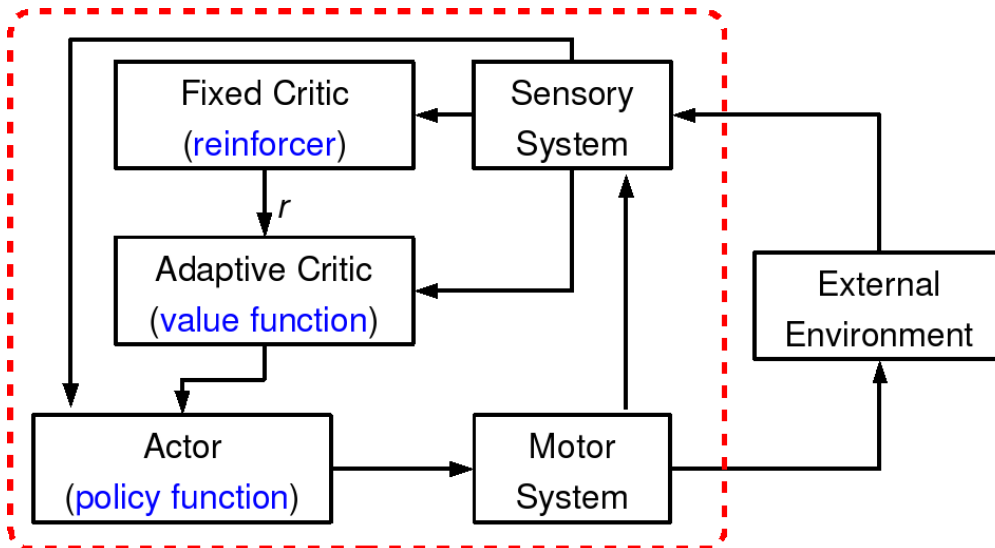 Fixed Critic
(reinforcer)
Sensory
System
r
Adaptive Critic
(value function)
External
Environment
Actor
(policy function)
Motor
System